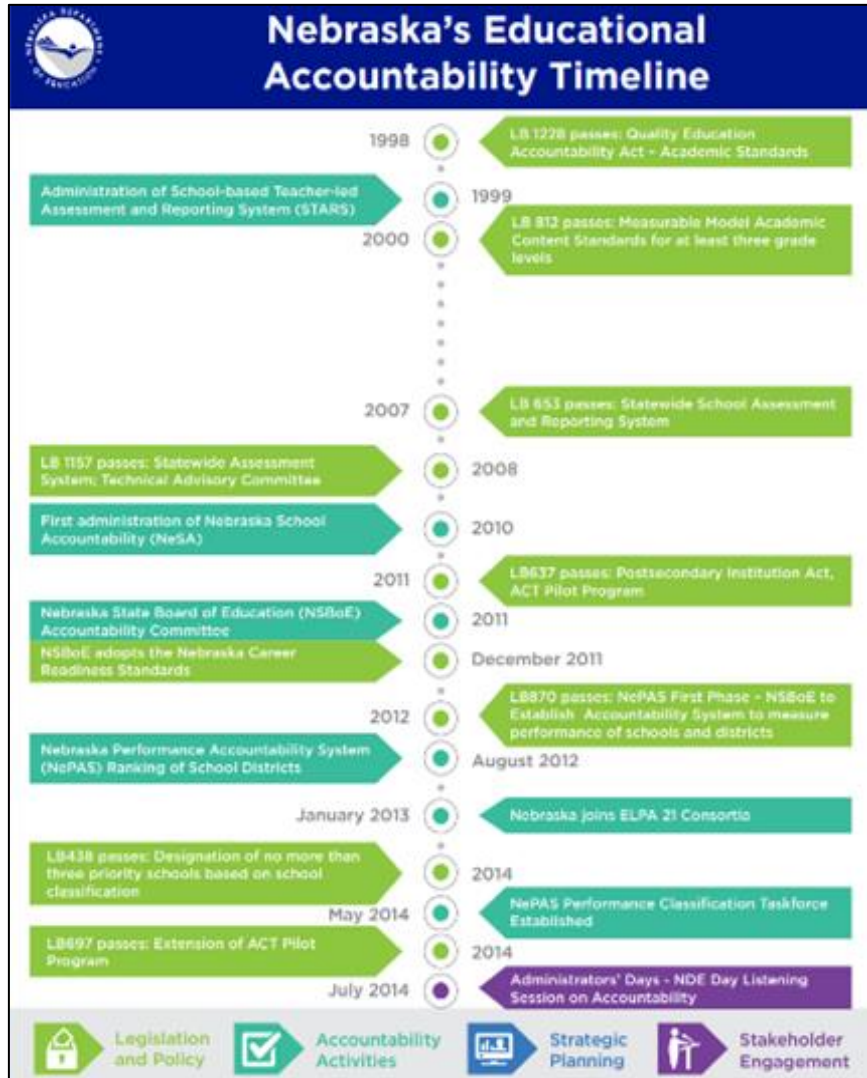 NEBRASKA DEPARTMENT
OF EDUCATION
Nebraska's Educational
Accountability Timeline
1998
LB 1228 passes: Quality Education
Accountability Act - Academic Standards
Administration of School-based Teacher-led
Assessment and Reporting System (STARS)
1999
2000
LB 812 passes: Measurable Model Academic
Content Standards for at least three grade
levels
2007
LB 653 passes: Statewide School Assessment
and Reporting System
LB 1157 passes: Statewide Assessment
System; Technical Advisory Committee
2008
First administration of Nebraska School
Accountability (NeSA)
2010
2011
LB637 passes: Postsecondary Institution Act,
ACT Pilot Program
Nebraska State Board of Education (NSBoE)
Accountability Committee
2011
NSBoE adopts the Nebraska Career
Readiness Standards
December 2011
2012
LB870 passes: NePAS First Phase - NSBoE to
Establish Accountability System to measure
performance of schools and districts
Nebraska Performance Accountability System
(NePAS) Ranking of School Districts
August 2012
January 2013
Nebraska joins ELPA 21 Consortia
LB438 passes: Designation of no more than
three priority schools based on school
classification
2014
May 2014
NePAS Performance Classification Taskforce
Established
LB697 passes: Extension of ACT Pilot
Program
2014
July 2014
Administrators' Days - NDE Day Listening
Session on Accountability
Legislation
and Policy
Accountability
Activities
Strategic
Planning
Stakeholder
Engagement